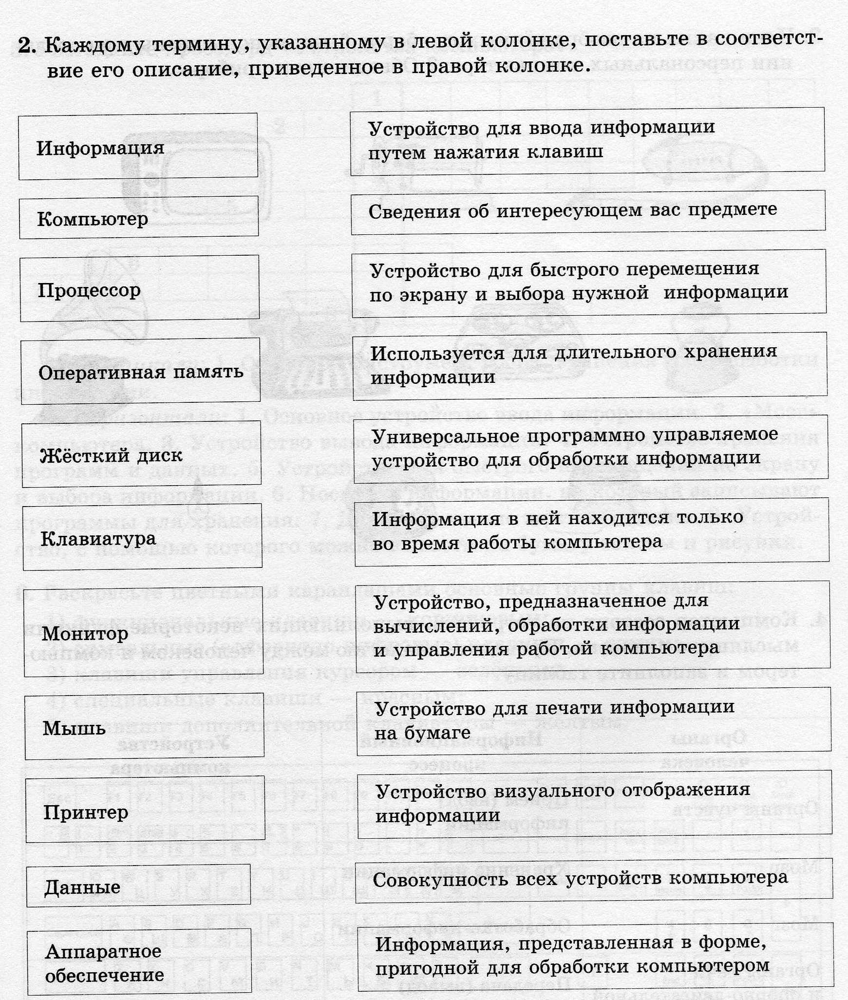 2. Каждому термину, указанному в левой колонке, поставьте в соответст-
вие его описание, приведенное в правой колонке.
Информация
Устройство для ввода информации
путем нажатия клавиш
Компьютер
Сведения об интересующем вас предмете
Процессор
Устройство для быстрого перемещения
по экрану и выбора нужной информации
Оперативная память
Используется для длительного хранения
информации
Жёсткий диск
Универсальное программно управляемое
устройство для обработки информации
Клавиатура
Информация в ней находится только
во время работы компьютера
Монитор
Устройство, предназначенное для
вычислений, обработки информации
и управления работой компьютера
Мышь
Устройство для печати информации
на бумаге
Принтер
Устройство визуального отображения
информации
Данные
Совокупность всех устройств компьютера
Аппаратное
обеспечение
Информация, представленная в форме,
пригодной для обработки компьютером